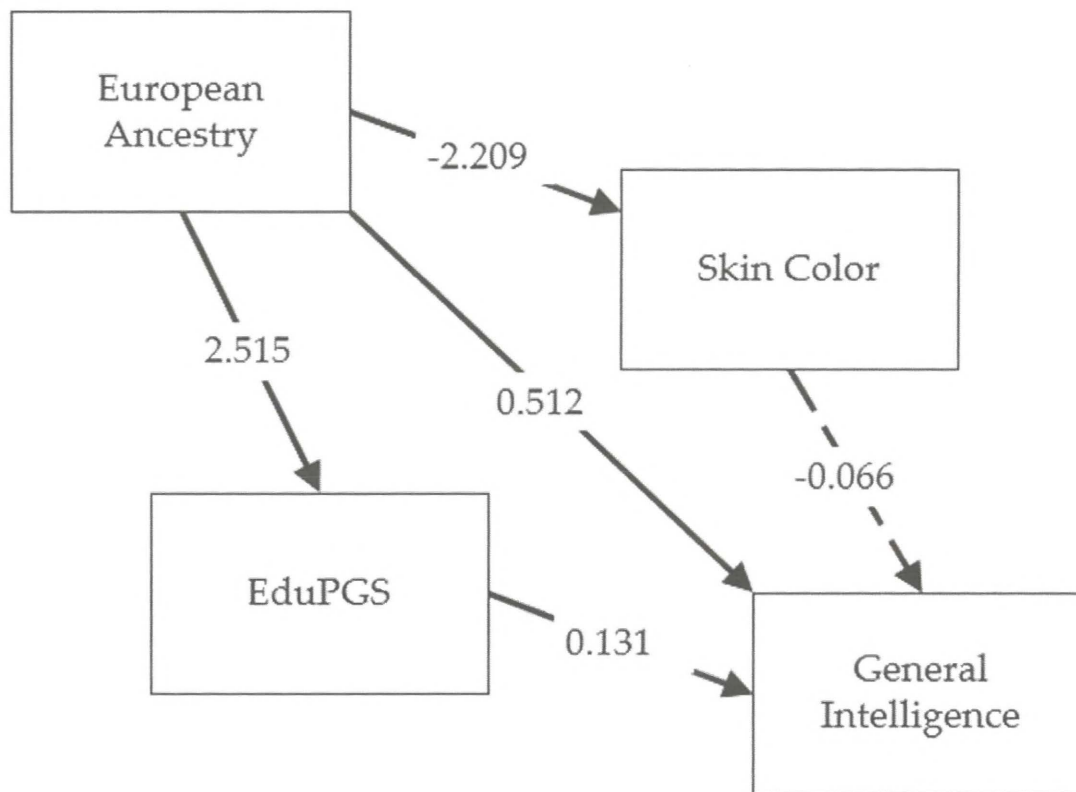 European
Ancestry
-2.209
Skin Color
2.515
0.512
-0.066
EduPGS
0.131
General
Intelligence